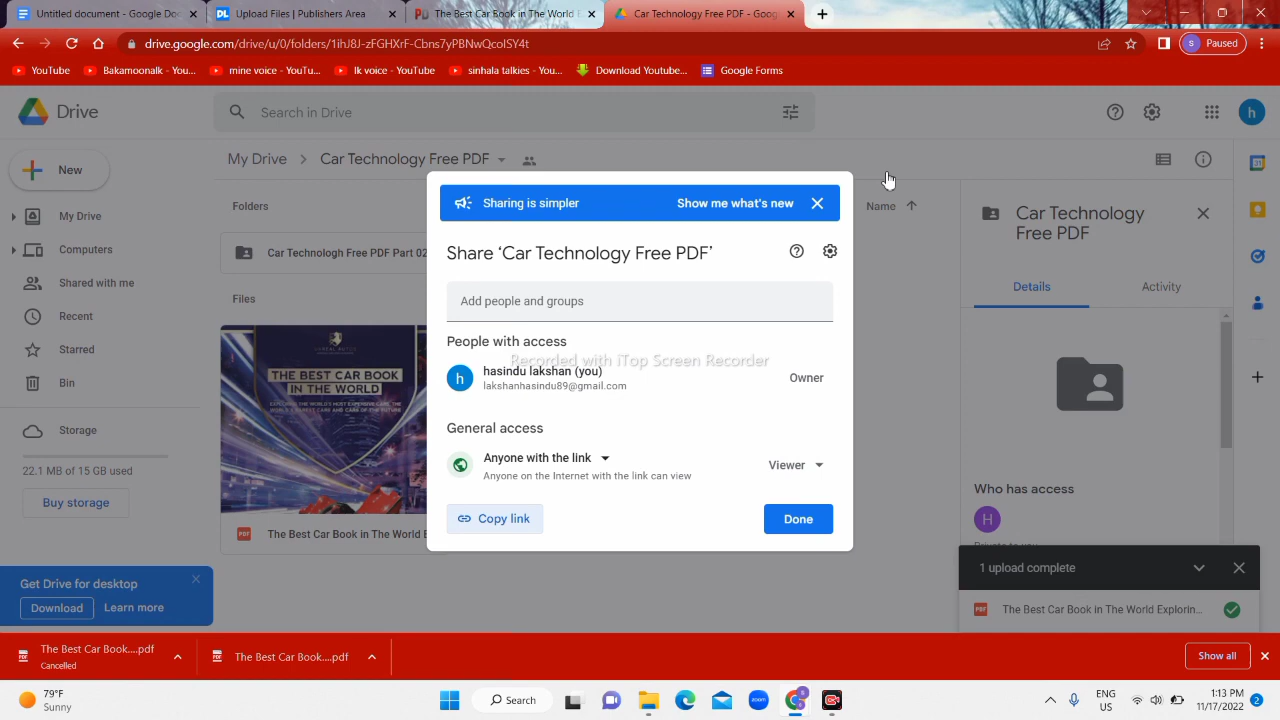 Untitled document - Google Doc
Upload Files | Publishers Area
The Best Car Book in The World E
Car Technology Free PDF - Goog
drive.google.com/drive/u/0/folders/1ihJ8J-zFGHXrF-Cbns7yPBNwQcoISY4t
S Paused
YouTube
Bakamoonalk - You...
mine voice - YouTu...
lk voice - YouTube
sinhala talkies - You...
Download Youtube...
Google Forms
Drive
Search in Drive
h
New
My Drive
Car Technology Free PDF
My Drive
Computers
Shared with me
Recent
Starred
Bin
Storage
22.1 MB of 15 GB used
Buy storage
Get Drive for desktop
Download
Learn more
Folders
Name
Car Technologh Free PDF Part 02
Files
THE BEST CAR BOOK
IN THE WORLD
PDF
The Best Car Book in The World E
Sharing is simpler
Show me what's new
Share ‘Car Technology Free PDF’
Add people and groups
People with access
Recorded with iTop Screen Recorder
h
hasindu lakshan (you)
lakshanhasindu89@gmail.com
Owner
General access
Anyone with the link
Anyone on the Internet with the link can view
Viewer
Copy link
Done
Car Technology
Free PDF
Details
Activity
Who has access
H
1 upload complete
PDF
The Best Car Book in The World Explorin...
The Best Car Book....pdf
Cancelled
The Best Car Book....pdf
Show all
79°F
Sunny
Search
zoom
ENG
US
1:13 PM
11/17/2022
2